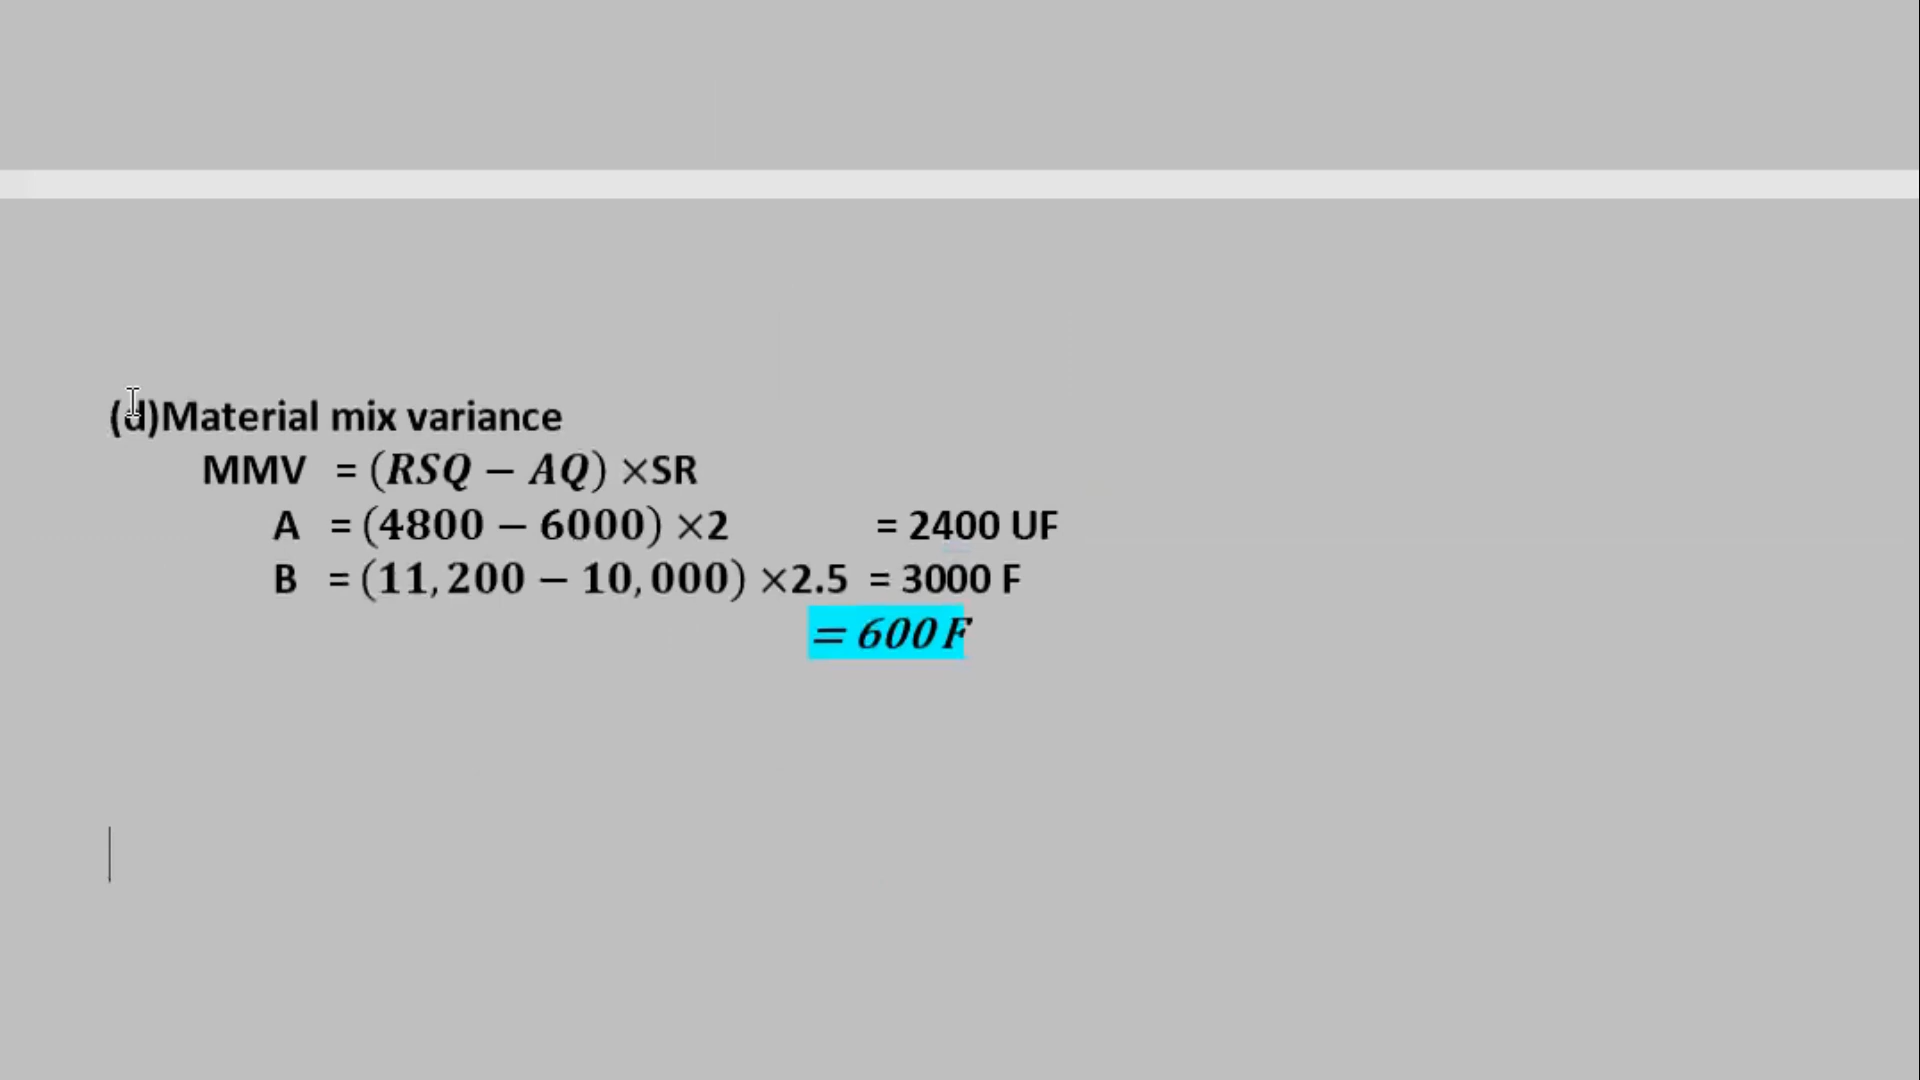 (d)Material mix variance
MMV = (RSQ − AQ) ×SR
A = (4800 − 6000) ×2 = 2400 UF
B = (11,200 − 10,000) ×2.5 = 3000 F
= 600 F